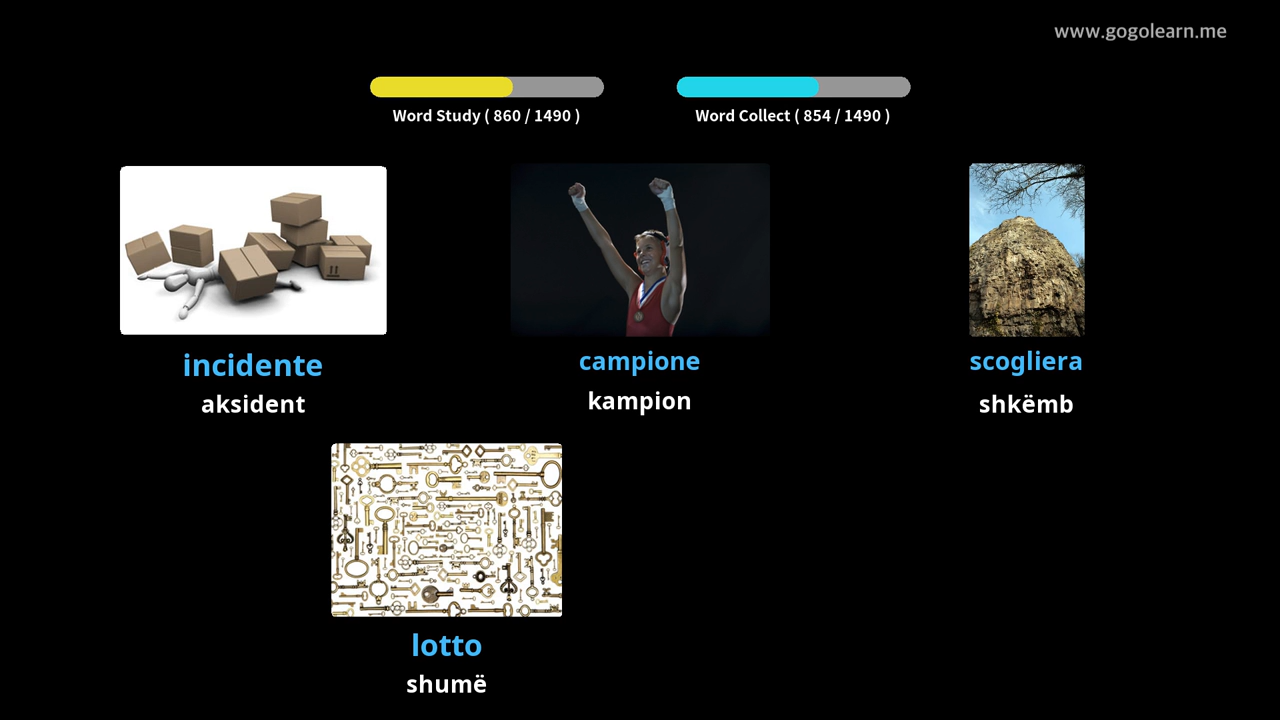 www.gogolearn.me
Word Study ( 860 / 1490 )
Word Collect ( 854 / 1490 )
incidente
aksident
campione
kampion
scogliera
shkëmb
lotto
shumë